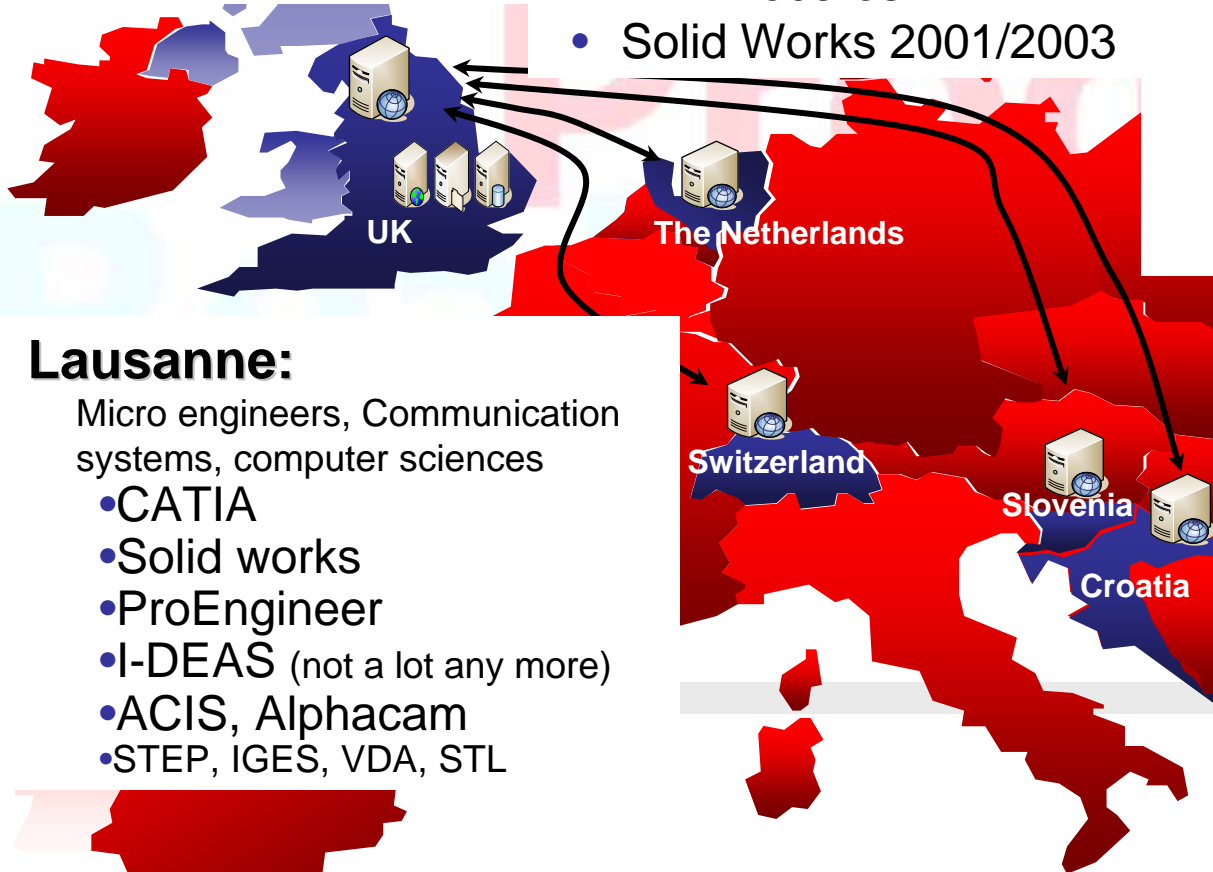 • Solid Works 2001/2003
UK
The Netherlands
Switzerland
Slovenia
Croatia
Lausanne:
Micro engineers, Communication
systems, computer sciences
•CATIA
•Solid works
•ProEngineer
•I-DEAS (not a lot any more)
•ACIS, Alphacam
•STEP, IGES, VDA, STL